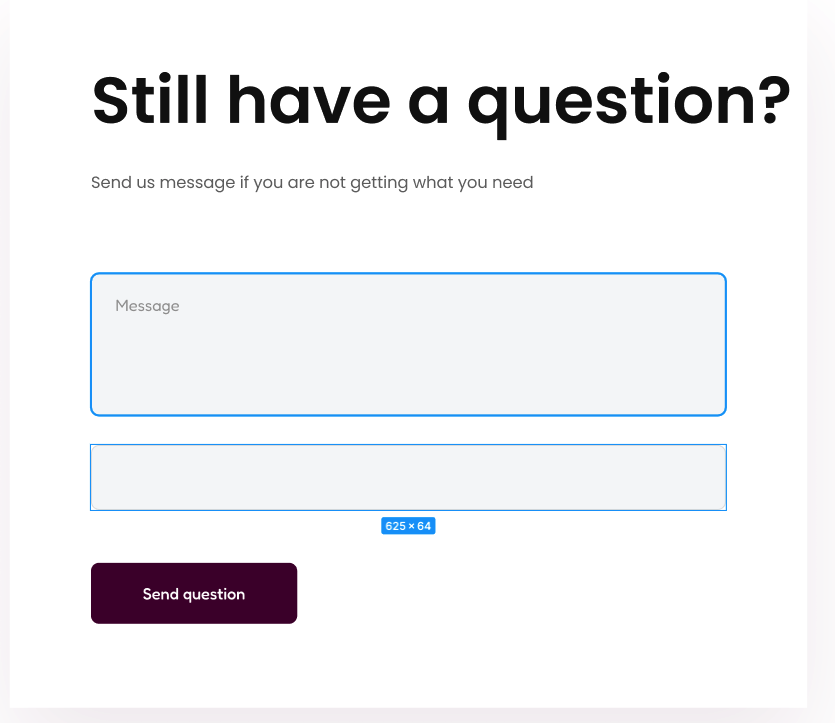 Still have a question?
Send us message if you are not getting what you need
Message
625 × 64
Send question